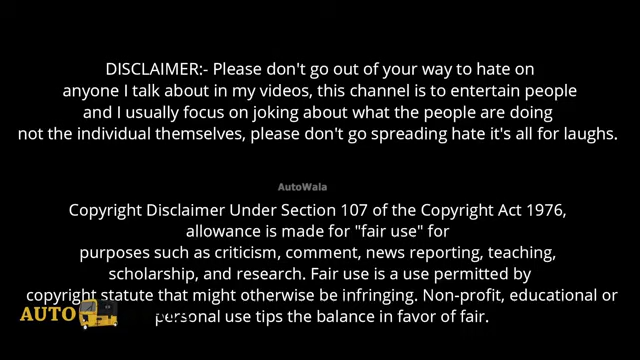 DISCLAIMER:- Please don't go out of your way to hate on
anyone I talk about in my videos, this channel is to entertain people
and I usually focus on joking about what the people are doing
not the individual themselves, please don't go spreading hate it's all for laughs.
AutoWala
Copyright Disclaimer Under Section 107 of the Copyright Act 1976,
allowance is made for "fair use" for
purposes such as criticism, comment, news reporting, teaching,
scholarship, and research. Fair use is a use permitted by
copyright statute that might otherwise be infringing. Non-profit, educational or
personal use tips the balance in favor of fair.
AUTO